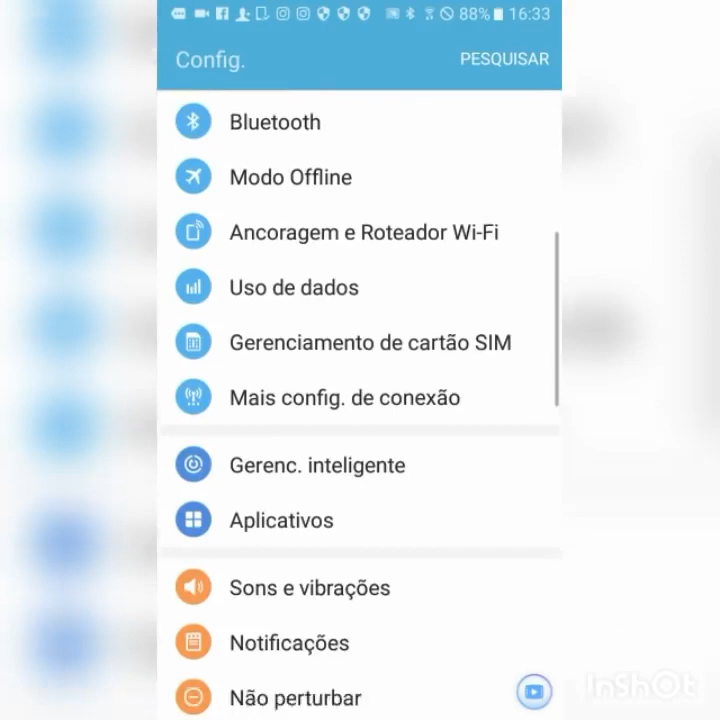 88% 16:33
Config. PESQUISAR
Bluetooth
Modo Offline
Ancoragem e Roteador Wi-Fi
Uso de dados
Gerenciamento de cartão SIM
Mais config. de conexão
Gerenc. inteligente
Aplicativos
Sons e vibrações
Notificações
Não perturbar
InShOt